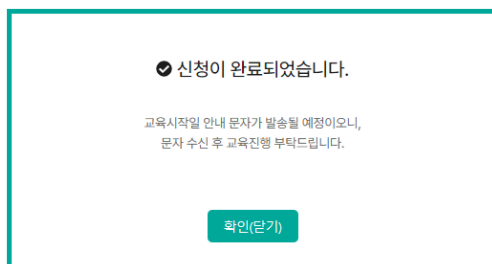 신청이 완료되었습니다.
교육시작일 안내 문자가 발송될 예정이오니,
문자 수신 후 교육진행 부탁드립니다.
확인(닫기)